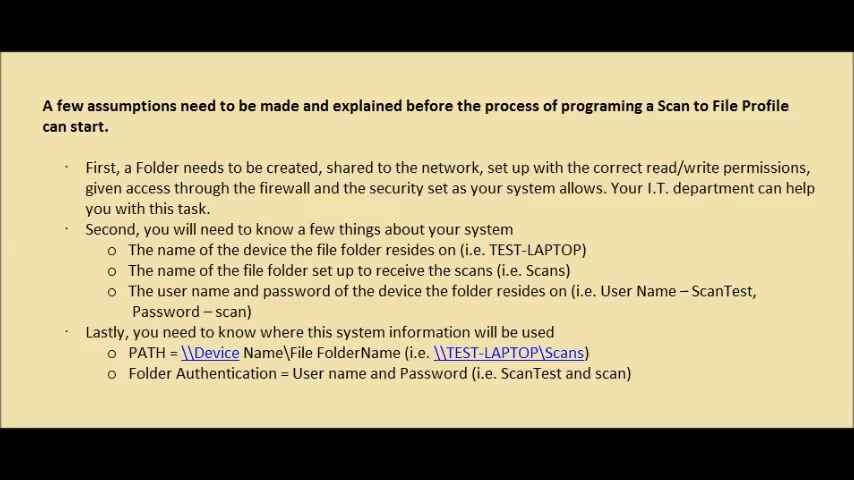 A few assumptions need to be made and explained before the process of programing a Scan to File Profile
can start.
· First, a Folder needs to be created, shared to the network, set up with the correct read/write permissions,
given access through the firewall and the security set as your system allows. Your I.T. department can help
you with this task.
· Second, you will need to know a few things about your system
o The name of the device the file folder resides on (i.e. TEST-LAPTOP)
o The name of the file folder set up to receive the scans (i.e. Scans)
o The user name and password of the device the folder resides on (i.e. User Name – ScanTest,
Password – scan)
· Lastly, you need to know where this system information will be used
o PATH = \\Device Name\File FolderName (i.e. \\TEST-LAPTOP\Scans)
o Folder Authentication = User name and Password (i.e. ScanTest and scan)